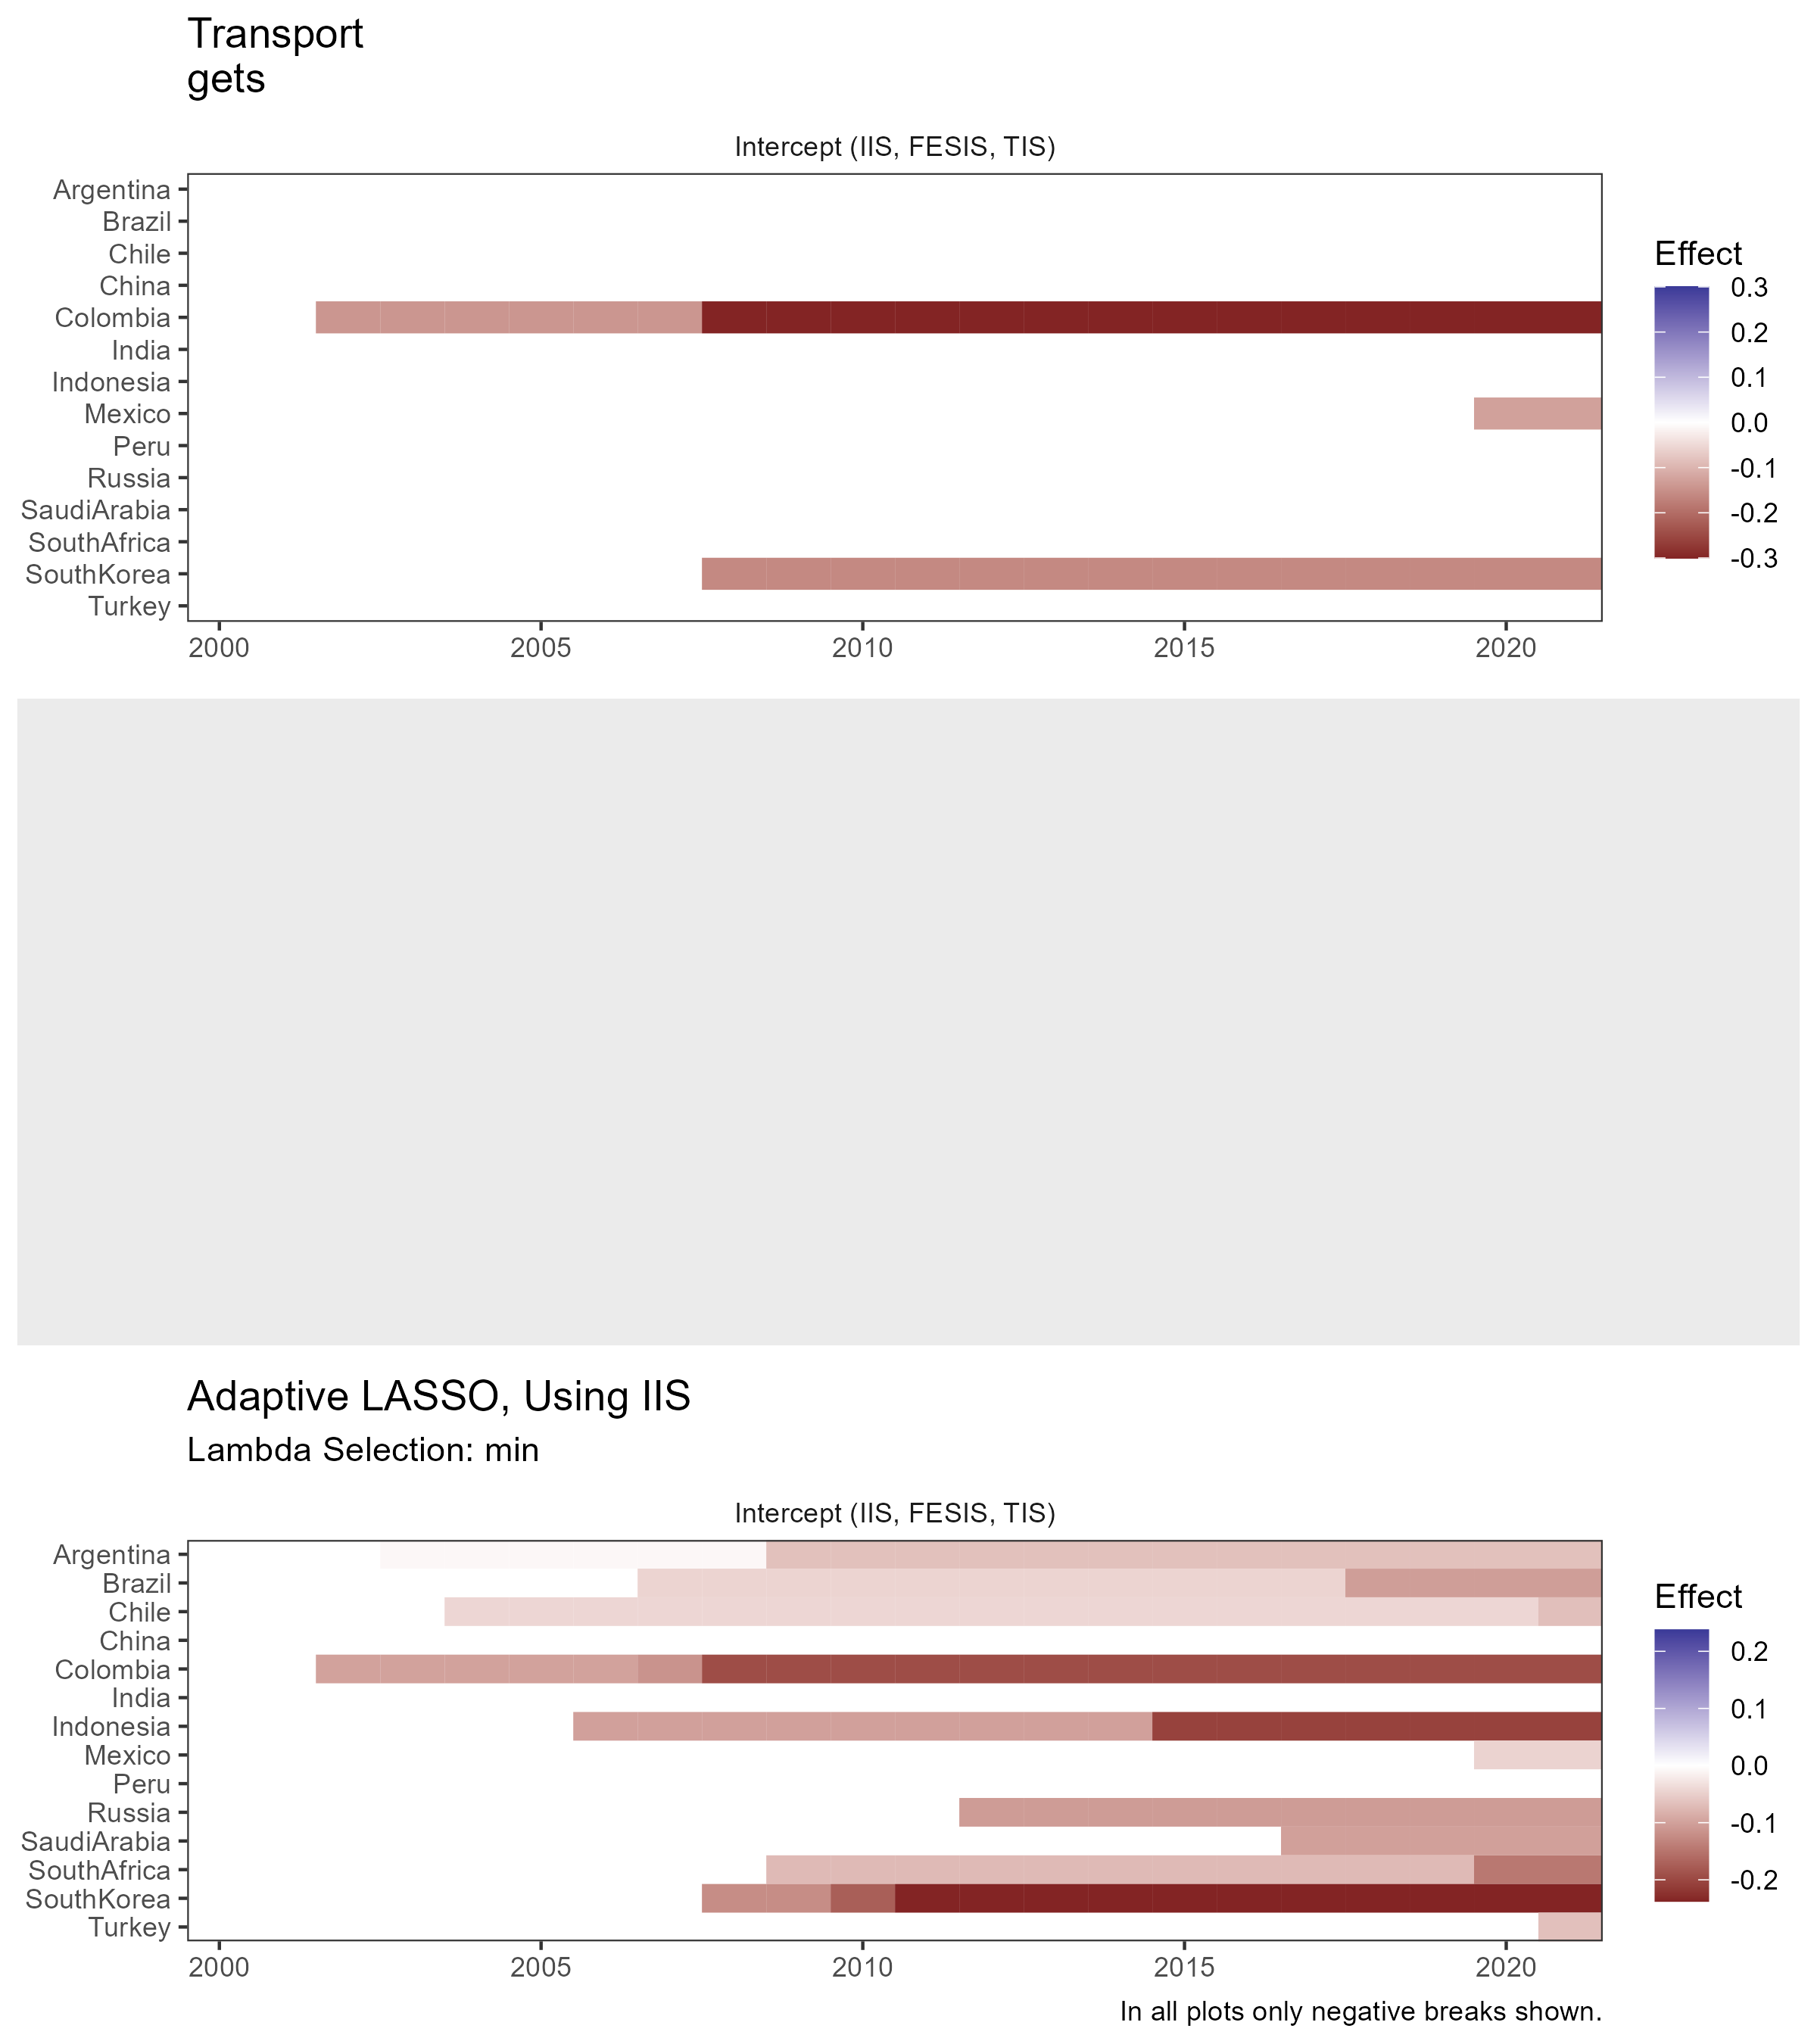 Transport
gets
Intercept (IIS, FESIS, TIS)
Argentina
Brazil
Chile
China
Colombia
India
Indonesia
Mexico
Peru
Russia
SaudiArabia
SouthAfrica
SouthKorea
Turkey
2000 2005 2010 2015 2020
Effect
0.3
0.2
0.1
0.0
-0.1
-0.2
-0.3
Adaptive LASSO, Using IIS
Lambda Selection: min
Intercept (IIS, FESIS, TIS)
Argentina
Brazil
Chile
China
Colombia
India
Indonesia
Mexico
Peru
Russia
SaudiArabia
SouthAfrica
SouthKorea
Turkey
2000 2005 2010 2015 2020
Effect
0.2
0.1
0.0
-0.1
-0.2
In all plots only negative breaks shown.